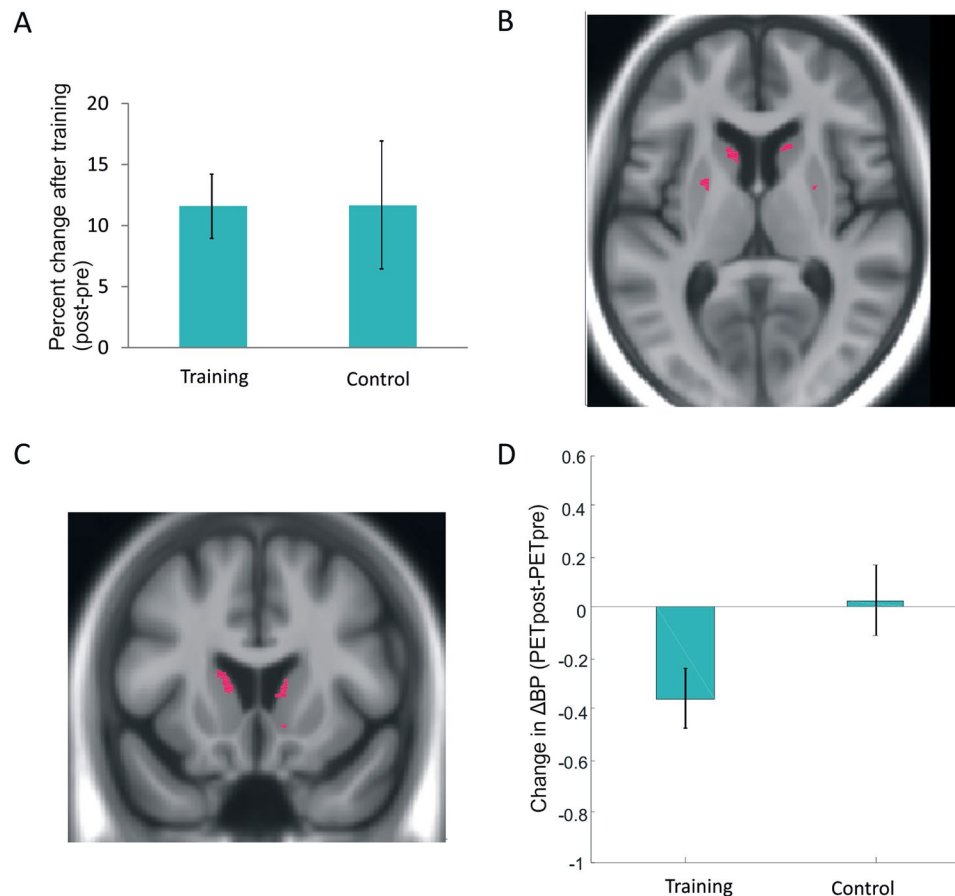 A
Percent change after training
(post-pre)
20
15
10
5
0
Training
Control
B
C
D
Change in ΔBP (PETpost-PETpre)
0.6
0.4
0.2
0
-0.2
-0.4
-0.6
-0.8
-1
Training
Control